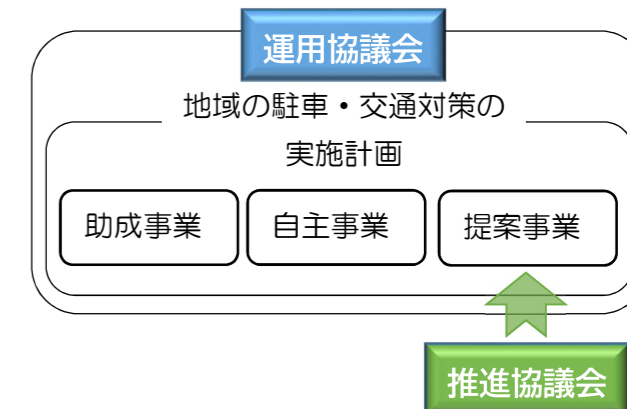 運用協議会
地域の駐車・交通対策の
実施計画
助成事業
自主事業
提案事業
推進協議会